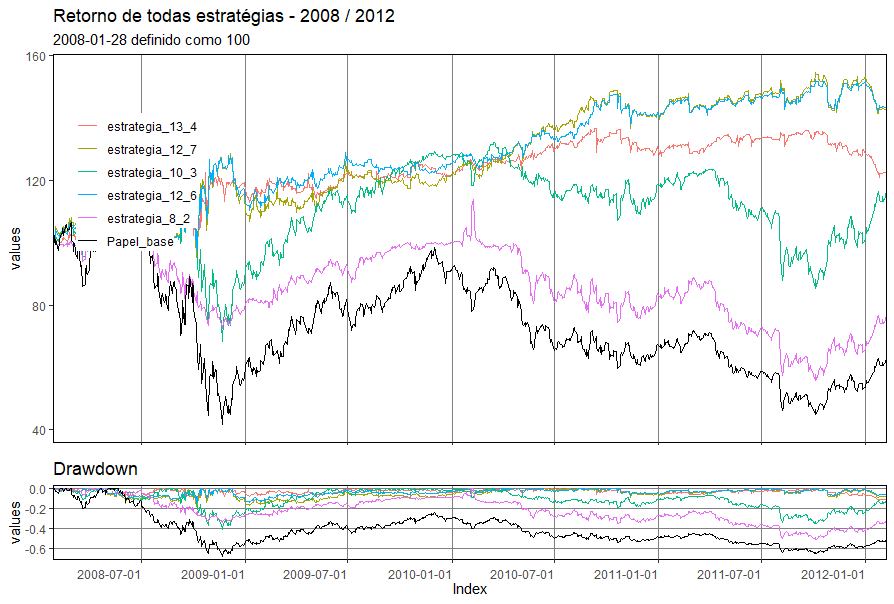 Retorno de todas estratégias - 2008 / 2012
2008-01-28 definido como 100
160
120
80
40
values
estrategia_13_4
estrategia_12_7
estrategia_10_3
estrategia_12_6
estrategia_8_2
Papel_base
Drawdown
0.0
-0.2
-0.4
-0.6
values
2008-07-01
2009-01-01
2009-07-01
2010-01-01
2010-07-01
2011-01-01
2011-07-01
2012-01-01
Index